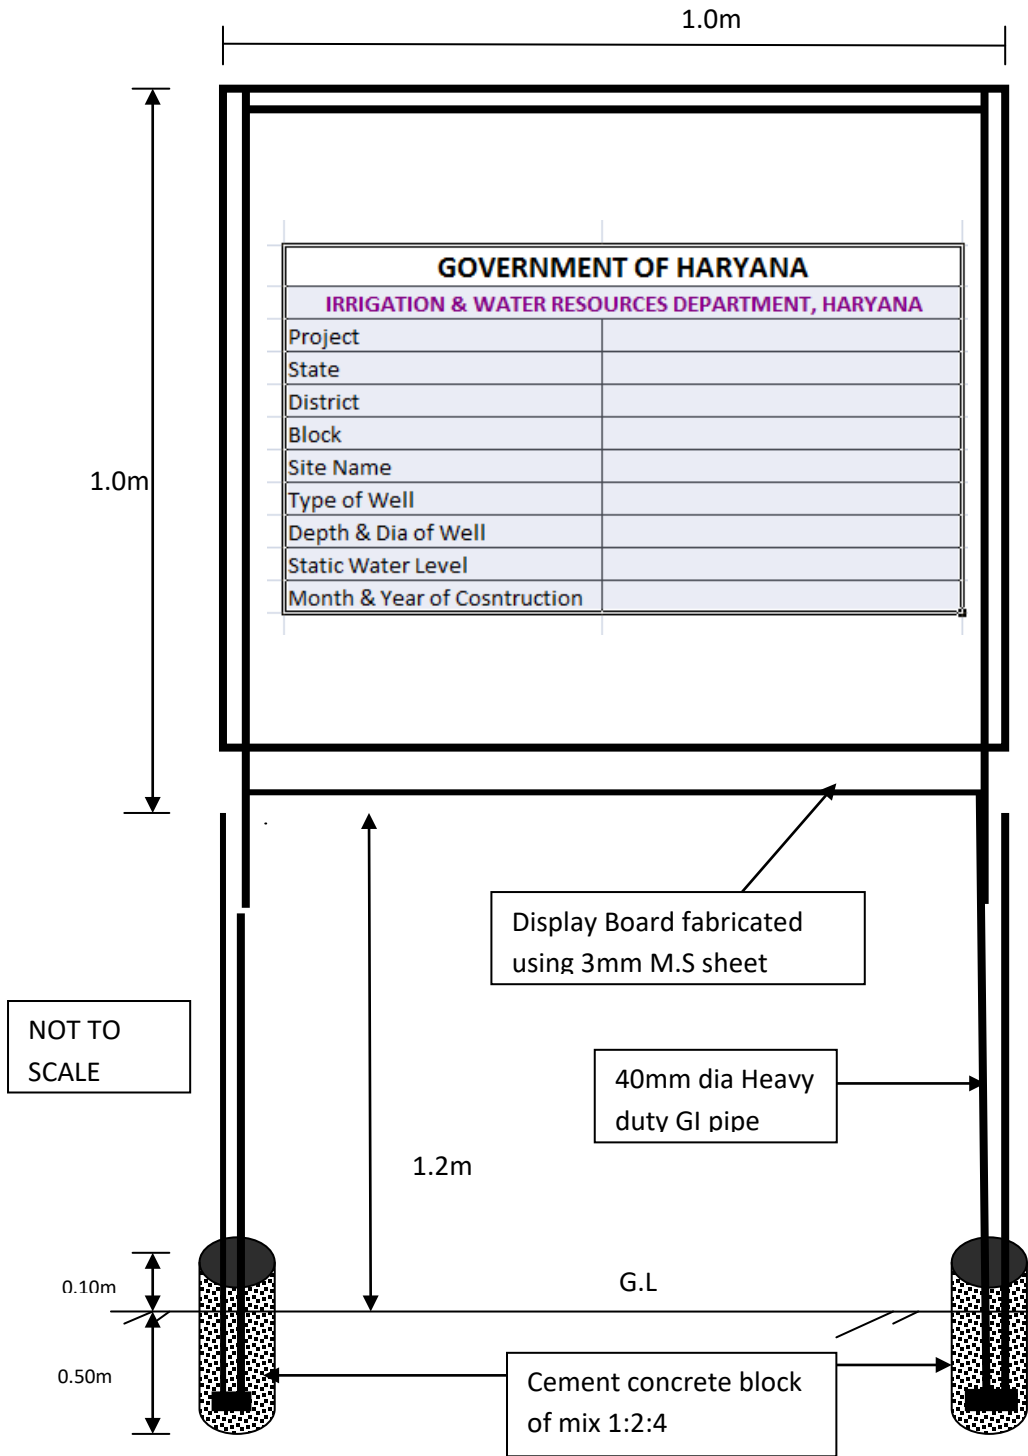 1.0m
GOVERNMENT OF HARYANA
IRRIGATION & WATER RESOURCES DEPARTMENT, HARYANA
Project
State
District
Block
Site Name
Type of Well
Depth & Dia of Well
Static Water Level
Month & Year of Cosntruction
1.0m
Display Board fabricated
using 3mm M.S sheet
NOT TO
SCALE
40mm dia Heavy
duty GI pipe
1.2m
0.10m
G.L
0.50m
Cement concrete block
of mix 1:2:4